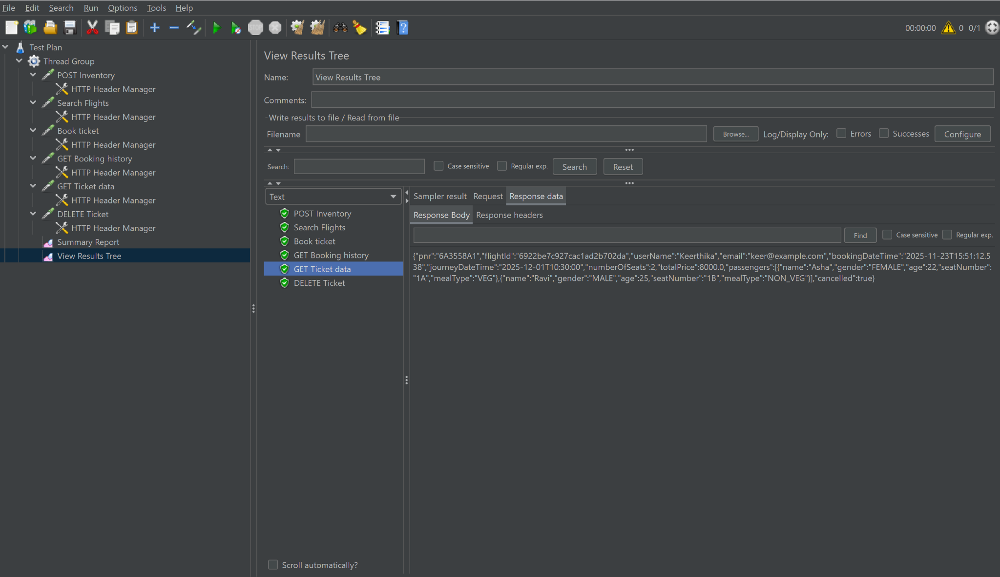 File Edit Search Run Options Tools Help
STOP
00:00:00 0 0/1
Test Plan
Thread Group
POST Inventory
HTTP Header Manager
Search Flights
HTTP Header Manager
Book ticket
HTTP Header Manager
GET Booking history
HTTP Header Manager
GET Ticket data
HTTP Header Manager
DELETE Ticket
HTTP Header Manager
Summary Report
View Results Tree
View Results Tree
Name: View Results Tree
Comments:
Write results to file / Read from file
Filename Browse... Log/Display Only: Errors Successes Configure
Search: Case sensitive Regular exp. Search Reset
Text
POST Inventory
Search Flights
Book ticket
GET Booking history
GET Ticket data
DELETE Ticket
Scroll automatically?
Sampler result Request Response data
Response Body Response headers
Find Case sensitive Regular exp.
{"pnr":"6A3558A1","flightId":"6922be7c927cac1ad2b702da","userName":"Keerthika","email":"keer@example.com","bookingDateTime":"2025-11-23T15:51:12.5
38","journeyDateTime":"2025-12-01T10:30:00","numberOfSeats":2,"totalPrice":8000.0,"passengers":[{"name":"Asha","gender":"FEMALE","age":22,"seatNumber":
"1A","mealType":"VEG"},{"name":"Ravi","gender":"MALE","age":25,"seatNumber":"1B","mealType":"NON_VEG"}],"cancelled":true}